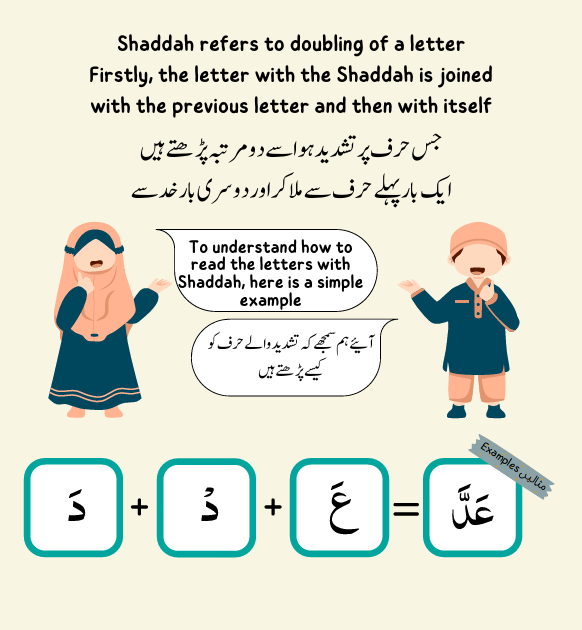 Shaddah refers to doubling of a letter
Firstly, the letter with the Shaddah is joined
with the previous letter and then with itself
جس حرف پر تشدید ہو اسے دو مرتبہ پڑھتے ہیں
ایک بار پہلے حرف سے ملا کر اور دوسری بار خد سے
To understand how to
read the letters with
Shaddah, here is a simple
example
آئیے ہم سمجھے کہ تشدید والے حرف کو
کیسے پڑھتے ہیں
Examples مثالیں
دَ + دْ + عَ = عَدَّ